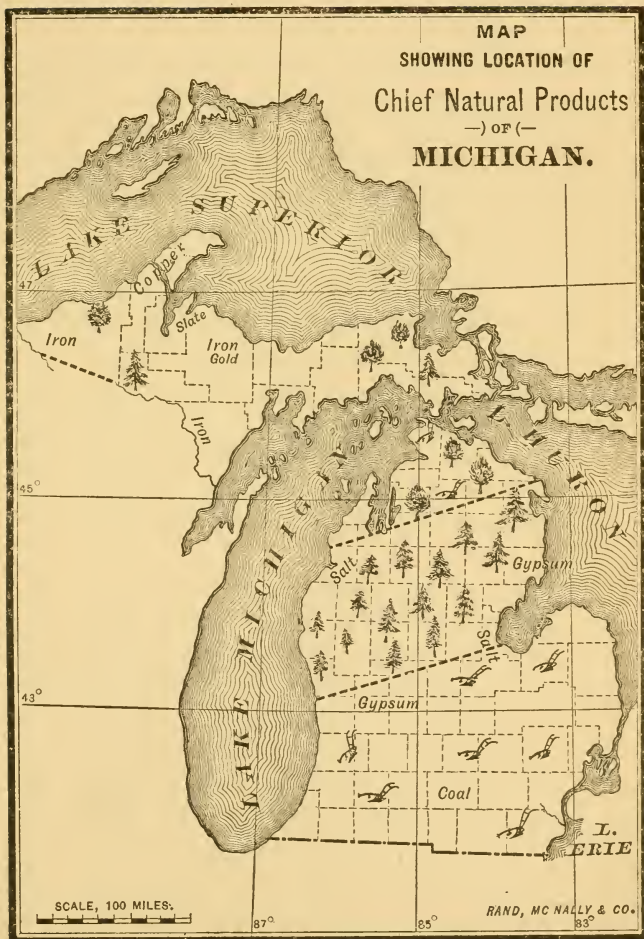 MAP
SHOWING LOCATION OF
Chief Natural Products
—) OF (—
MICHIGAN.
LAKE SUPERIOR
47
Copper
Slate
Iron
Iron
Gold
Iron
L. HURON
45°
LAKE MICHIGAN
Salt
Gypsum
Salt
43°
Gypsum
Coal
L.
ERIE
SCALE, 100 MILES.
87°
85
83°
RAND, MC NALLY & CO.